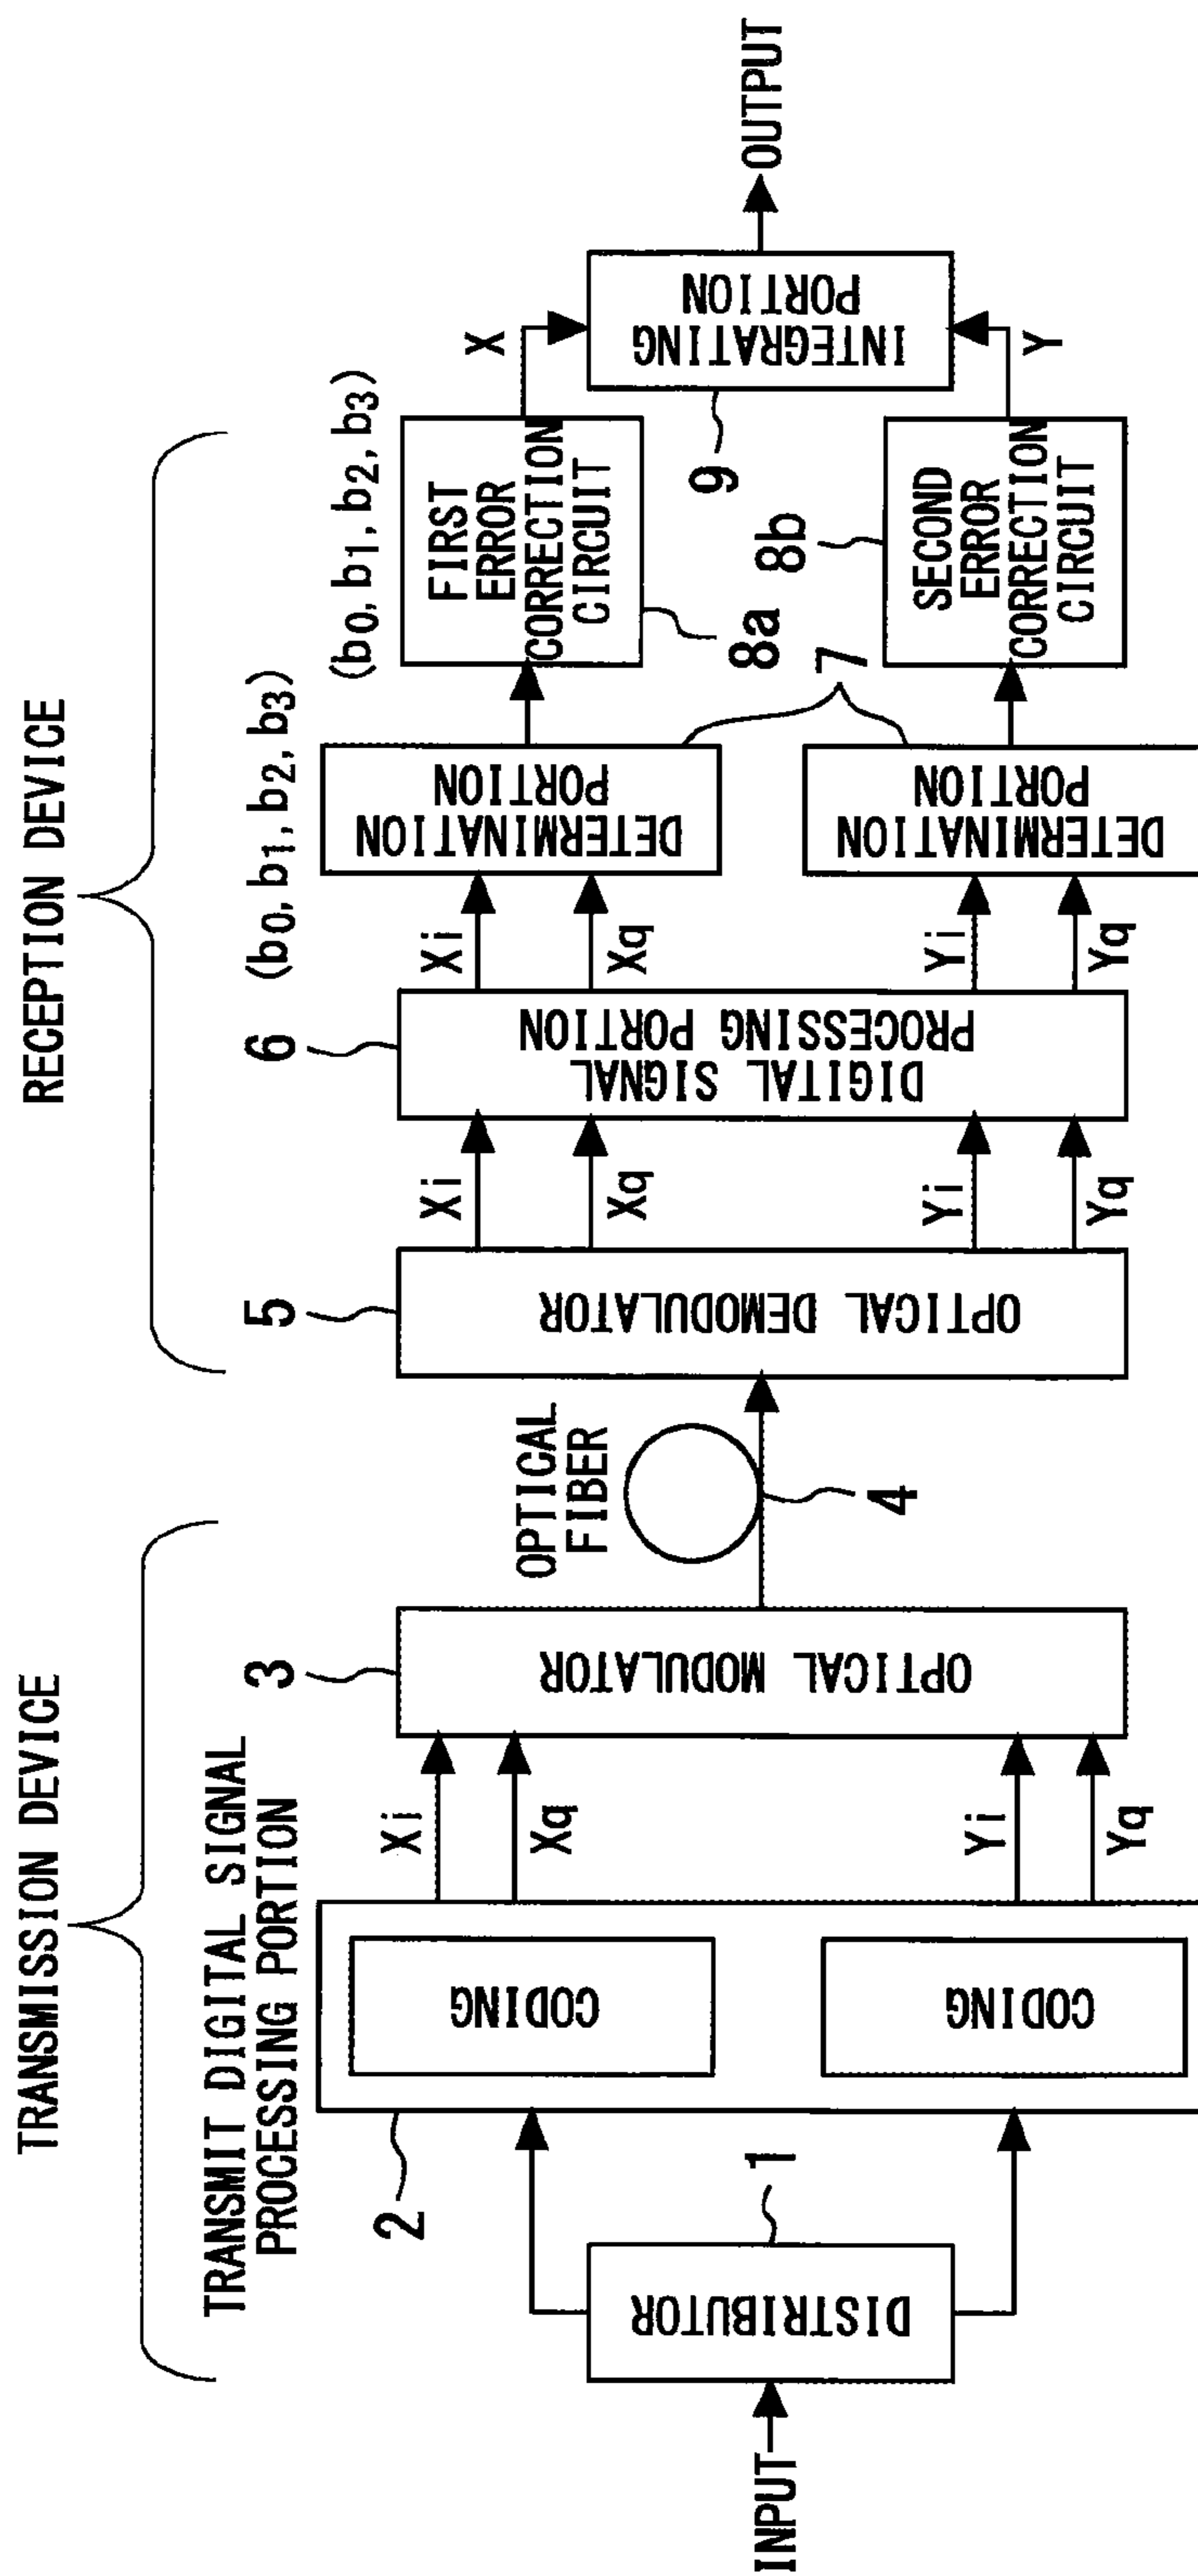 TRANSMISSION DEVICE
RECEPTION DEVICE
TRANSMIT DIGITAL SIGNAL
PROCESSING PORTION
INPUT
DISTRIBUTOR
1
2
CODING
CODING
Xi
Xq
Yi
Yq
3
OPTICAL MODULATOR
OPTICAL
FIBER
4
5
OPTICAL DEMODULATOR
Xi
Xq
Yi
Yq
6
DIGITAL SIGNAL
PROCESSING PORTION
Xi
Xq
Yi
Yq
(b0, b1, b2, b3)
DETERMINATION
PORTION
DETERMINATION
PORTION
7
(b0, b1, b2, b3)
FIRST
ERROR
CORRECTION
CIRCUIT
8a
SECOND
ERROR
CORRECTION
CIRCUIT
8b
X
Y
INTEGRATING
PORTION
9
OUTPUT